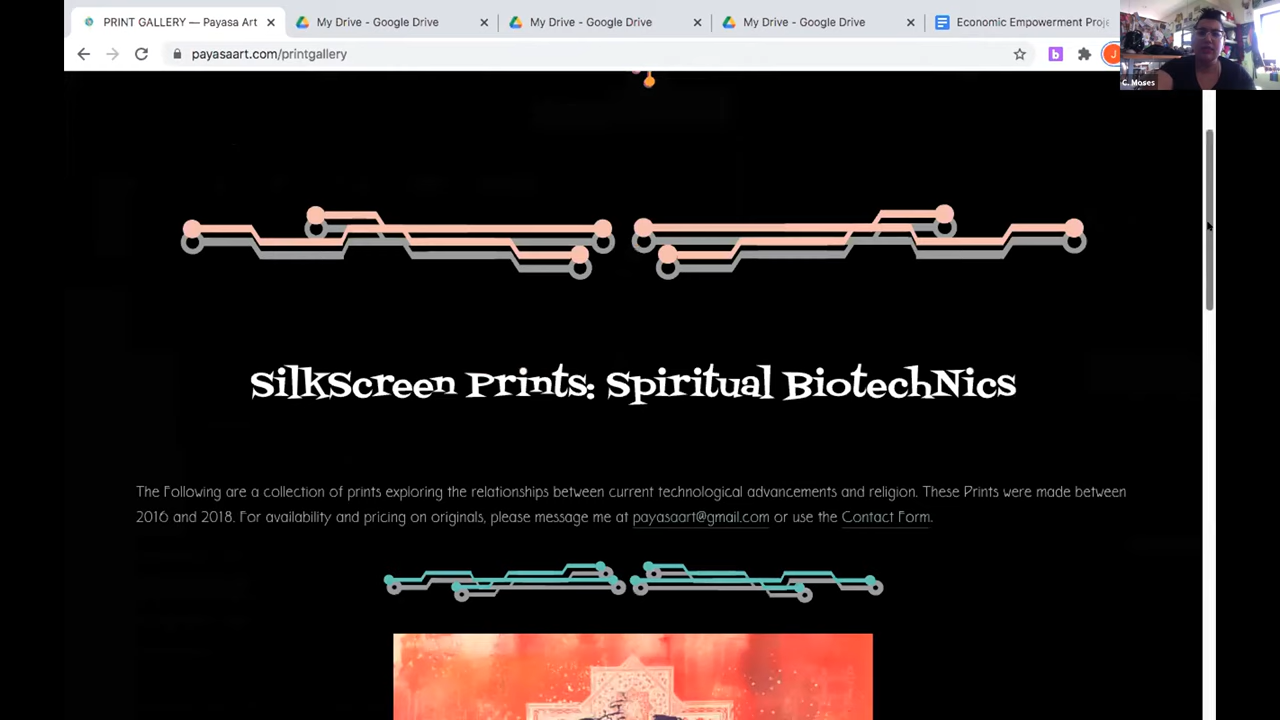 PRINT GALLERY — Payasa Art
My Drive - Google Drive
My Drive - Google Drive
My Drive - Google Drive
Economic Empowerment Proje
payasaart.com/printgallery
b
J
C. Moses
SilkScreen Prints: Spiritual BiotechNics
The Following are a collection of prints exploring the relationships between current technological advancements and religion. These Prints were made between
2016 and 2018. For availability and pricing on originals, please message me at payasaart@gmail.com or use the Contact Form.